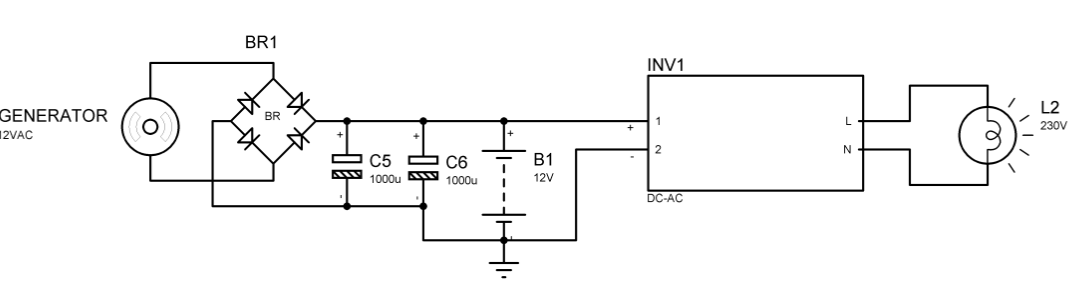 BR1
GENERATOR
12VAC
BR
+
+
+
C5
1000u
C6
1000u
-
-
-
B1
12V
INV1
+
1
-
2
L
N
DC-AC
L2
230V